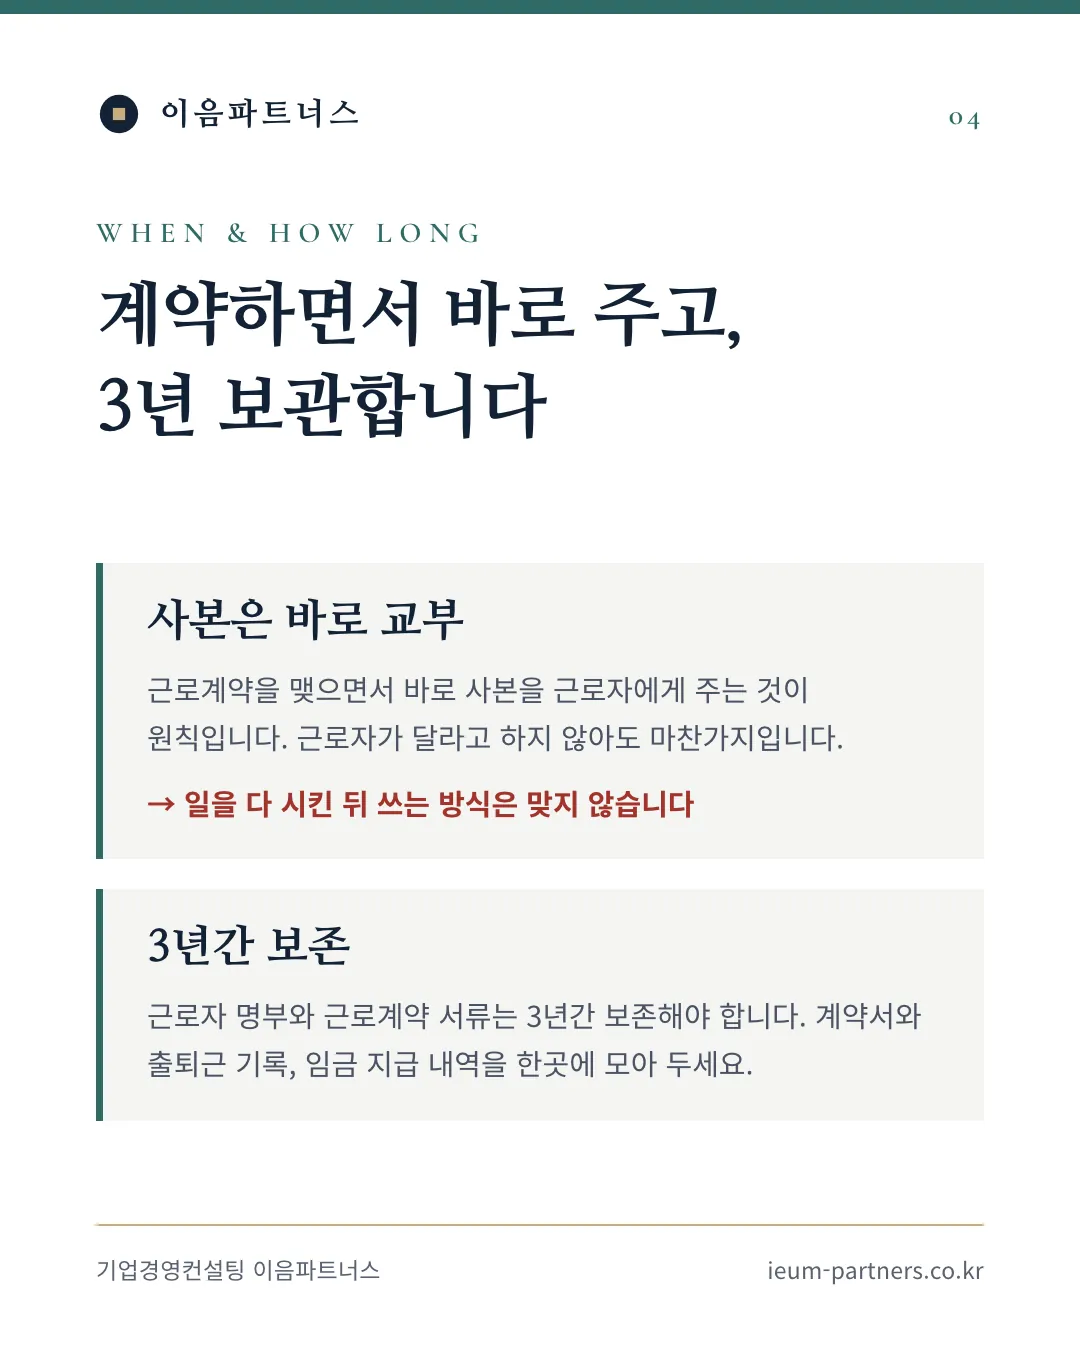 이음파트너스
04
WHEN & HOW LONG
계약하면서 바로 주고,
3년 보관합니다
사본은 바로 교부
근로계약을 맺으면서 바로 사본을 근로자에게 주는 것이
원칙입니다. 근로자가 달라고 하지 않아도 마찬가지입니다.
→ 일을 다 시킨 뒤 쓰는 방식은 맞지 않습니다
3년간 보존
근로자 명부와 근로계약 서류는 3년간 보존해야 합니다. 계약서와
출퇴근 기록, 임금 지급 내역을 한곳에 모아 두세요.
기업경영컨설팅 이음파트너스
ieum-partners.co.kr